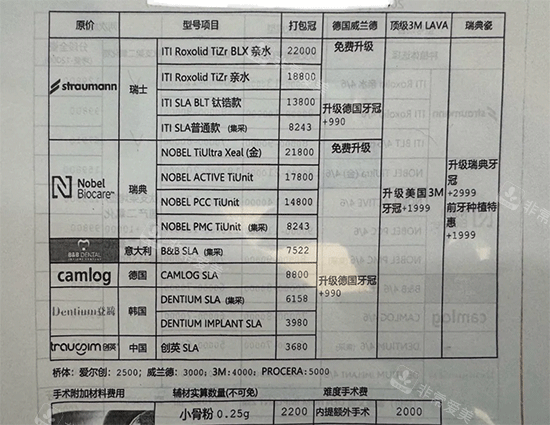 原价 型号项目 打包冠 德国威兰德 顶级3M LAVA 瑞典瓷
straumann 瑞士 ITI Roxolid TiZr BLX 亲水 22000 免费升级
ITI Roxolid TiZr 亲水 18800
ITI SLA BLT 钛锆款 13800 升级德国牙冠
+990
ITI SLA普通款 (集采) 8243
Nobel
Biocare 瑞典 NOBEL TiUltra Xeal (金) 21800 免费升级
NOBEL ACTIVE TiUnit 17800
NOBEL PCC TiUnit 14800
NOBEL PMC TiUnit (集采) 8243
升级美国3M
牙冠+1999
升级瑞典牙
冠
+2999
前牙种植特
惠
+1999
B&B DENTAL 意大利 B&B SLA (集采) 7522
camlog 德国 CAMLOG SLA 8800 升级德国牙冠
+990
Dentium 韩国 DENTIUM SLA (集采) 6158
DENTIUM IMPLANT SLA 3980
traucim 创英 中国 创英 SLA 3680
桥体: 爱尔创: 2500; 威兰德: 3000; 3M:4000; PROCERA:5000
手术附加材料费用 辅材实算数量(不可免) 难度手术费
小骨粉 0.25g 2200 内提额外手术 2000
非常爱美